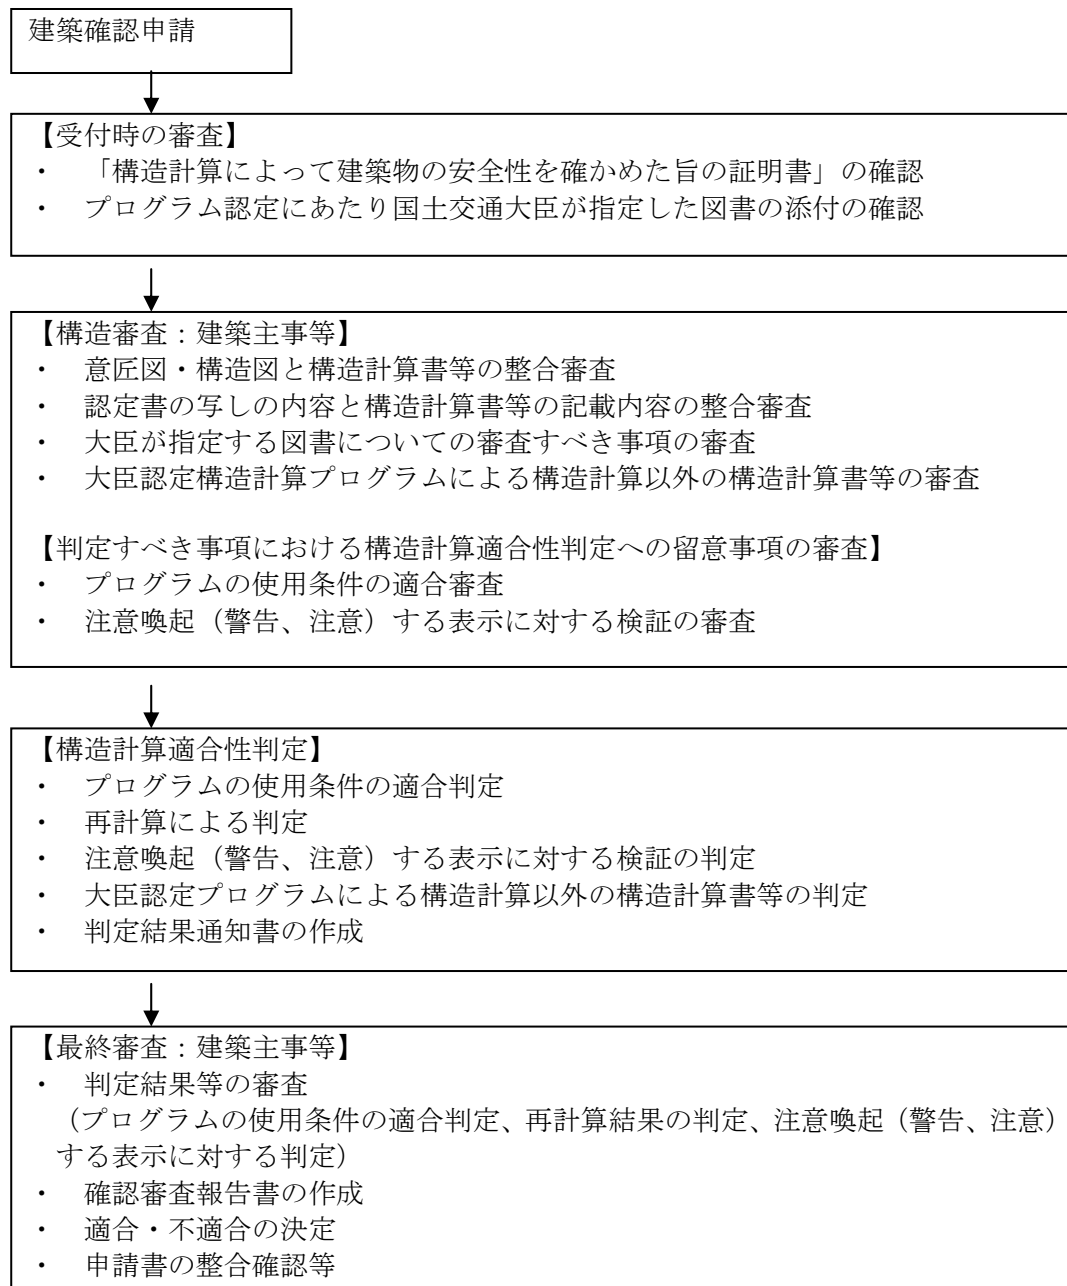 建築確認申請
【受付時の審査】
・　「構造計算によって建築物の安全性を確かめた旨の証明書」の確認
・　プログラム認定にあたり国土交通大臣が指定した図書の添付の確認
【構造審査：建築主事等】
・　意匠図・構造図と構造計算書等の整合審査
・　認定書の写しの内容と構造計算書等の記載内容の整合審査
・　大臣が指定する図書についての審査すべき事項の審査
・　大臣認定構造計算プログラムによる構造計算以外の構造計算書等の審査
【判定すべき事項における構造計算適合性判定への留意事項の審査】
・　プログラムの使用条件の適合審査
・　注意喚起（警告、注意）する表示に対する検証の審査
【構造計算適合性判定】
・　プログラムの使用条件の適合判定
・　再計算による判定
・　注意喚起（警告、注意）する表示に対する検証の判定
・　大臣認定プログラムによる構造計算以外の構造計算書等の判定
・　判定結果通知書の作成
【最終審査：建築主事等】
・　判定結果等の審査
（プログラムの使用条件の適合判定、再計算結果の判定、注意喚起（警告、注意）
する表示に対する判定）
・　確認審査報告書の作成
・　適合・不適合の決定
・　申請書の整合確認等